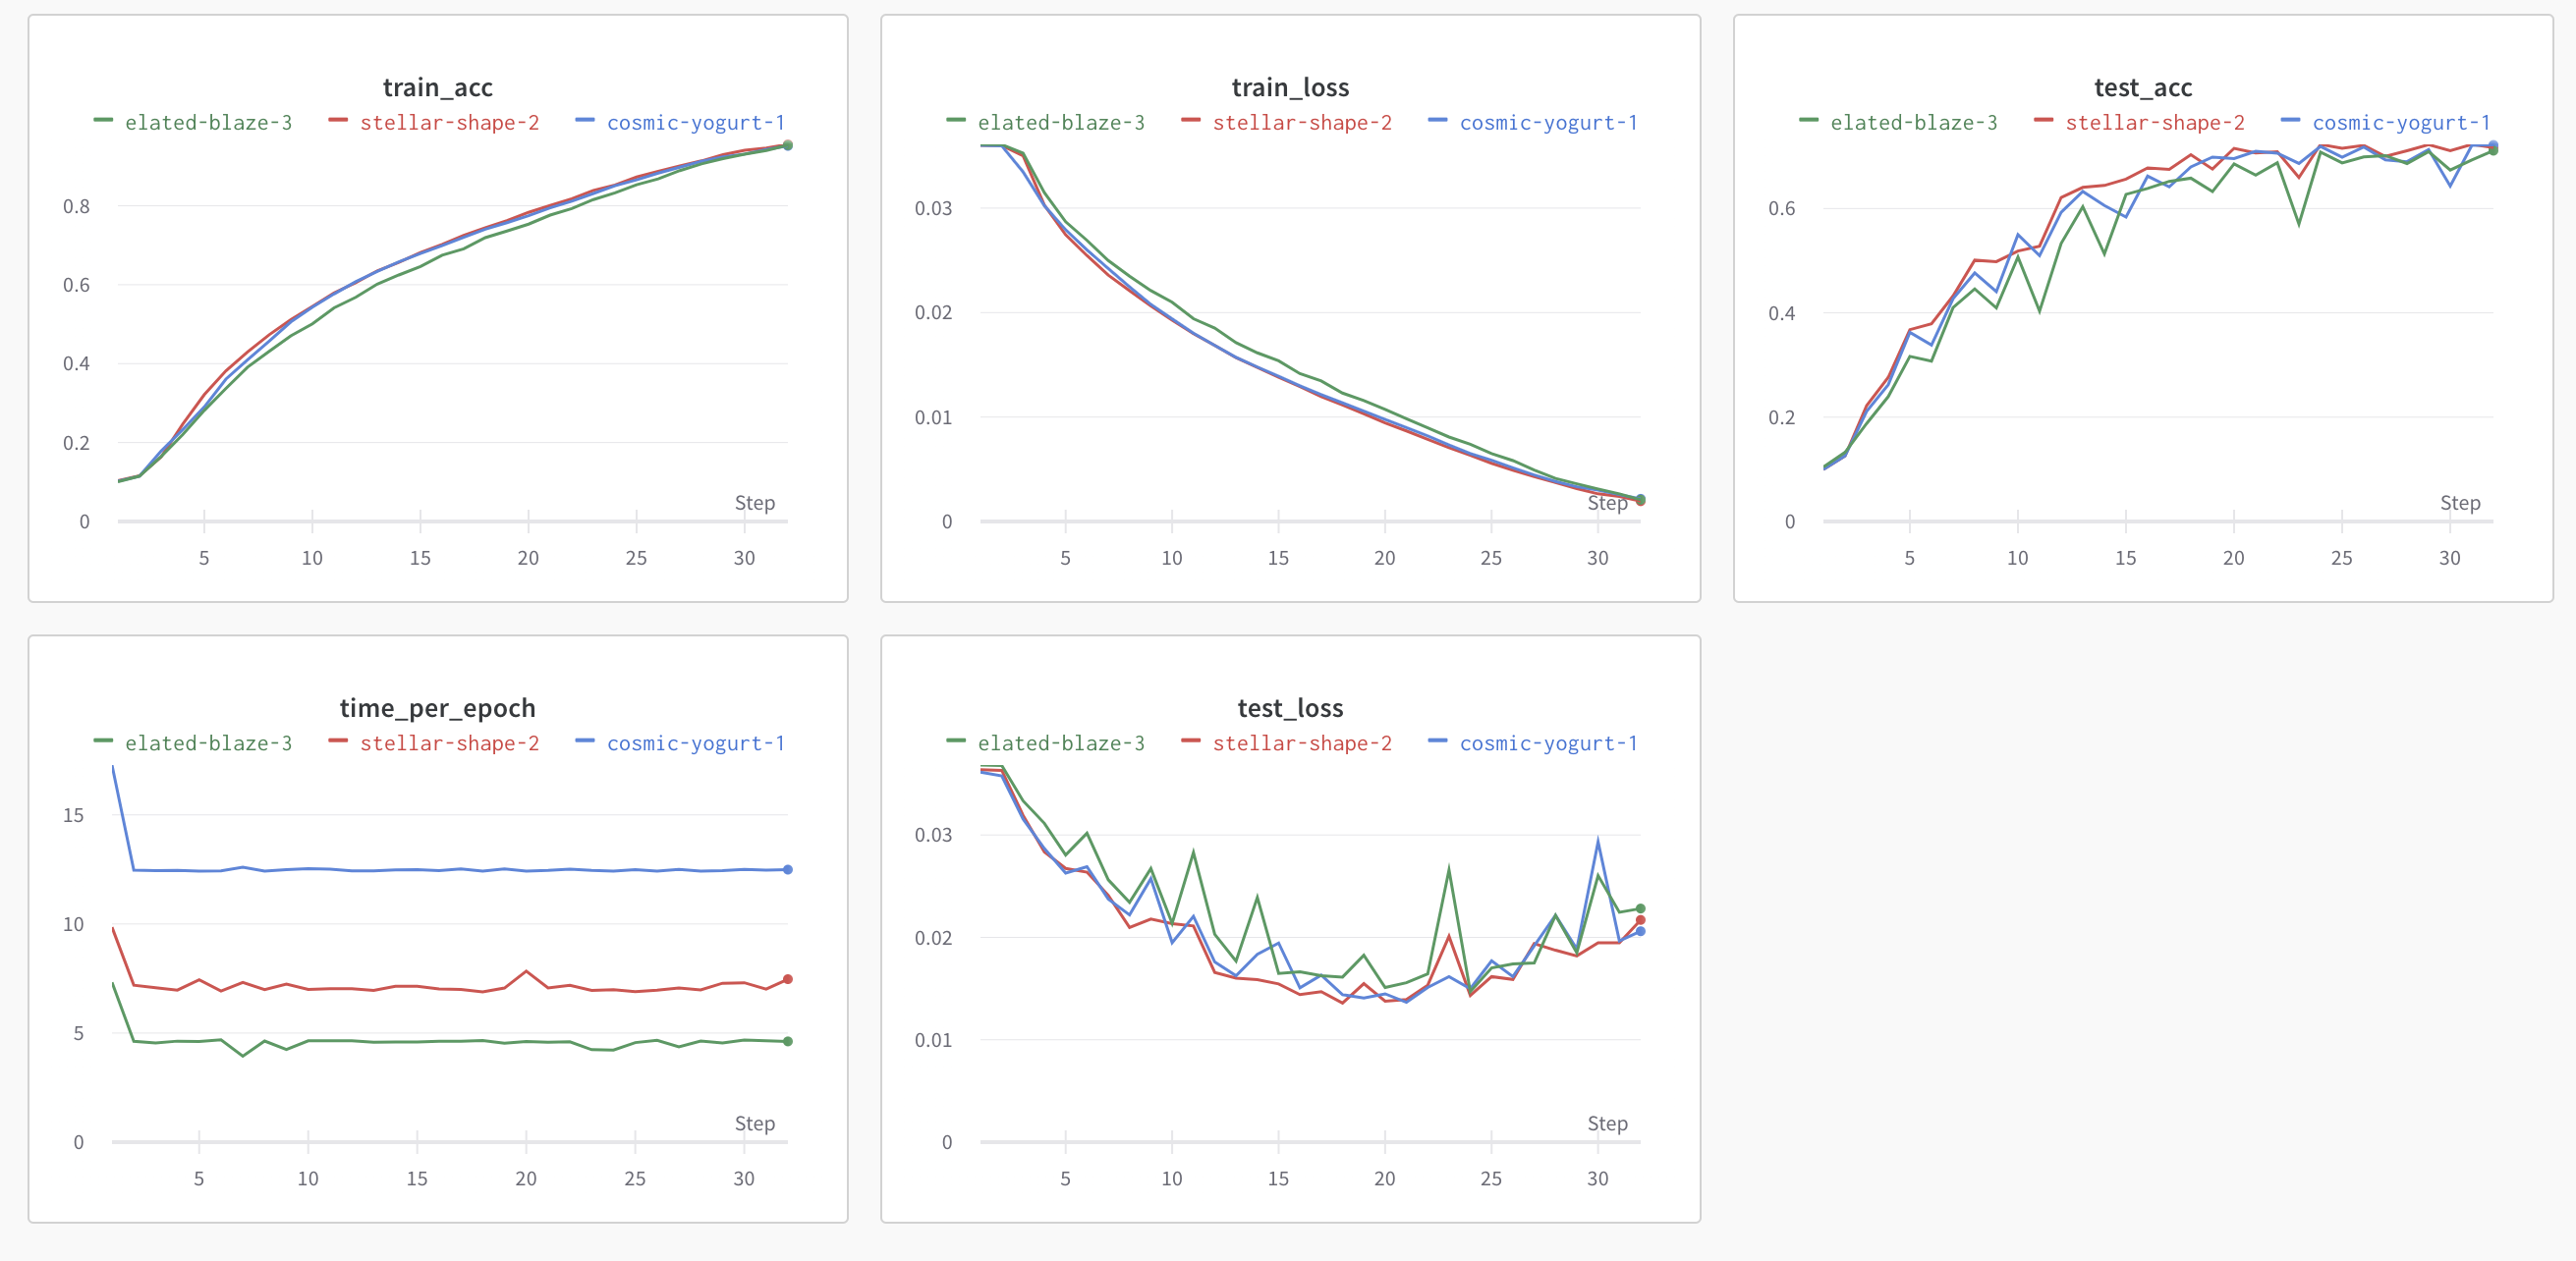 train_acc
elated-blaze-3 stellar-shape-2 cosmic-yogurt-1
0.8
0.6
0.4
0.2
0
Step
5 10 15 20 25 30
train_loss
elated-blaze-3 stellar-shape-2 cosmic-yogurt-1
0.03
0.02
0.01
0
Step
5 10 15 20 25 30
test_acc
elated-blaze-3 stellar-shape-2 cosmic-yogurt-1
0.6
0.4
0.2
0
Step
5 10 15 20 25 30
time_per_epoch
elated-blaze-3 stellar-shape-2 cosmic-yogurt-1
15
10
5
0
Step
5 10 15 20 25 30
test_loss
elated-blaze-3 stellar-shape-2 cosmic-yogurt-1
0.03
0.02
0.01
0
Step
5 10 15 20 25 30